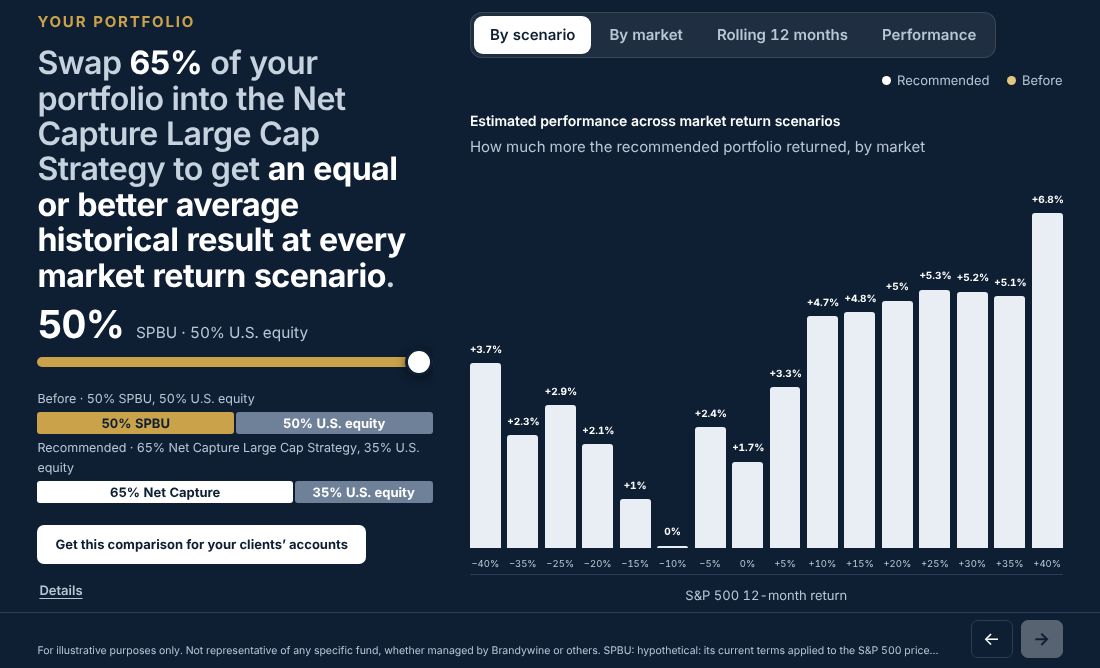 YOUR PORTFOLIO
Swap 65% of your
portfolio into the Net
Capture Large Cap
Strategy to get an equal
or better average
historical result at every
market return scenario.
50% SPBU · 50% U.S. equity
Before · 50% SPBU, 50% U.S. equity
50% SPBU 50% U.S. equity
Recommended · 65% Net Capture Large Cap Strategy, 35% U.S.
equity
65% Net Capture 35% U.S. equity
Get this comparison for your clients’ accounts
Details
By scenario By market Rolling 12 months Performance
Recommended Before
Estimated performance across market return scenarios
How much more the recommended portfolio returned, by market
+3.7% +2.3% +2.9% +2.1% +1% 0% +2.4% +1.7% +3.3% +4.7% +4.8% +5% +5.3% +5.2% +5.1% +6.8%
−40% −35% −25% −20% −15% −10% −5% 0% +5% +10% +15% +20% +25% +30% +35% +40%
S&P 500 12-month return
For illustrative purposes only. Not representative of any specific fund, whether managed by Brandywine or others. SPBU: hypothetical: its current terms applied to the S&P 500 price…